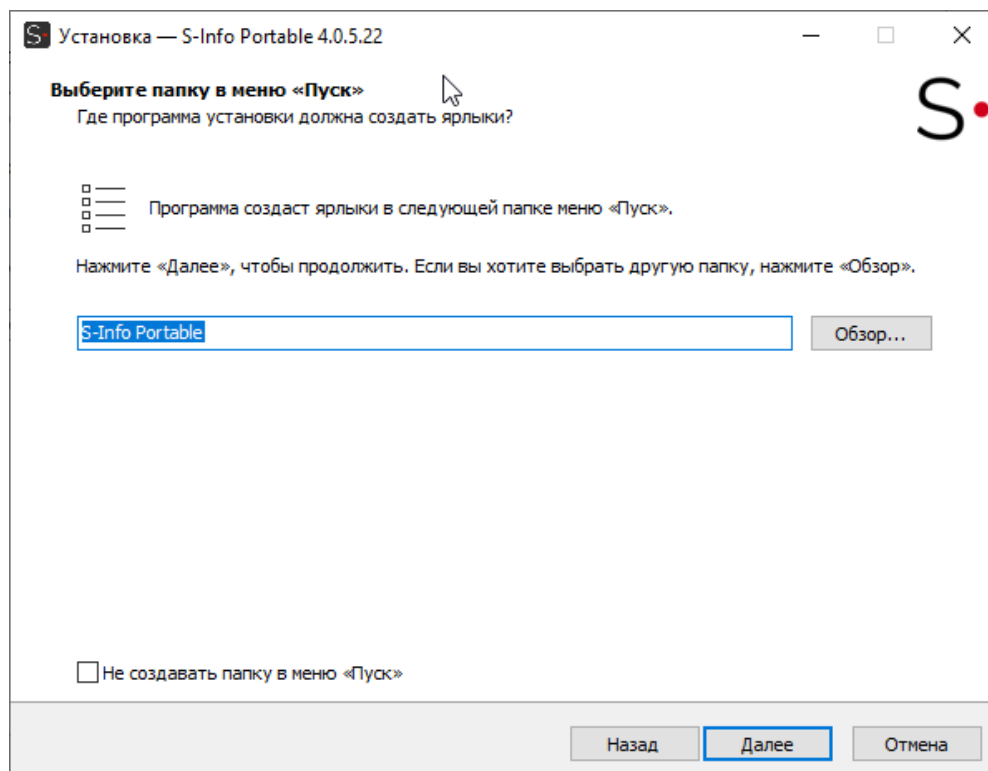 S• Установка — S-Info Portable 4.0.5.22
Выберите папку в меню «Пуск»
Где программа установки должна создать ярлыки?
S•
Программа создаст ярлыки в следующей папке меню «Пуск».
Нажмите «Далее», чтобы продолжить. Если вы хотите выбрать другую папку, нажмите «Обзор».
S-Info Portable Обзор...
Не создавать папку в меню «Пуск»
Назад Далее Отмена